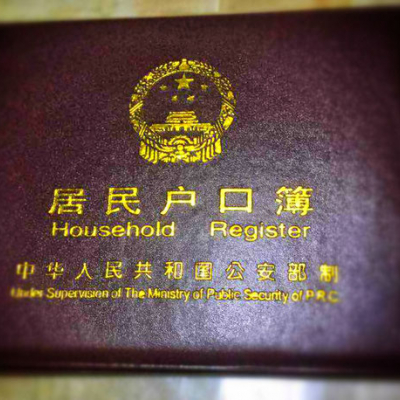 居民户口簿
Household Register
中华人民共和国公安部制
Under Supervision of The Ministry of Public Security of P.R.C.